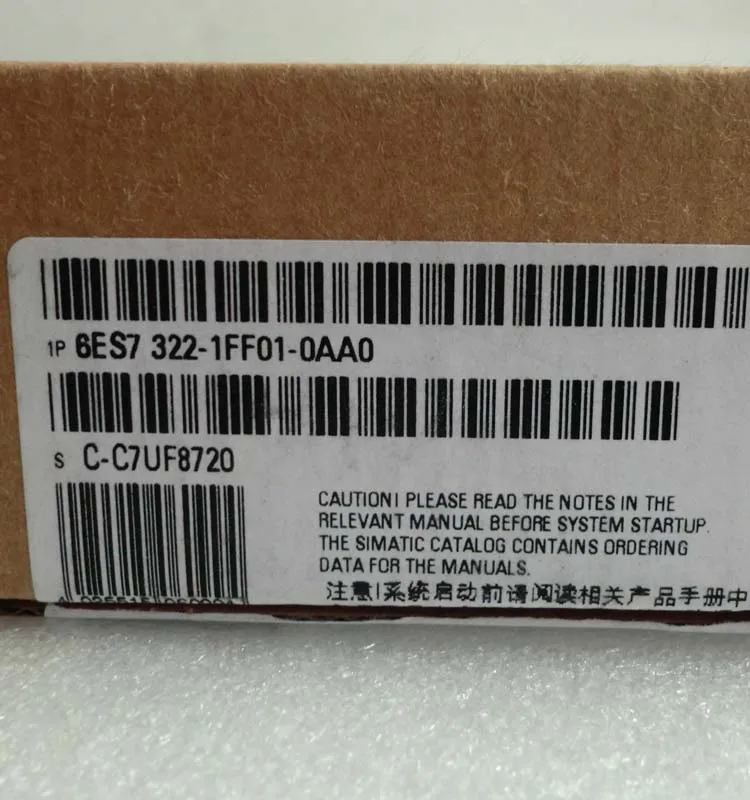 1P 6ES7 322-1FF01-0AA0
S C-C7UF8720
CAUTION! PLEASE READ THE NOTES IN THE
RELEVANT MANUAL BEFORE SYSTEM STARTUP.
THE SIMATIC CATALOG CONTAINS ORDERING
DATA FOR THE MANUALS.
注意!系统启动前请阅读相关产品手册中